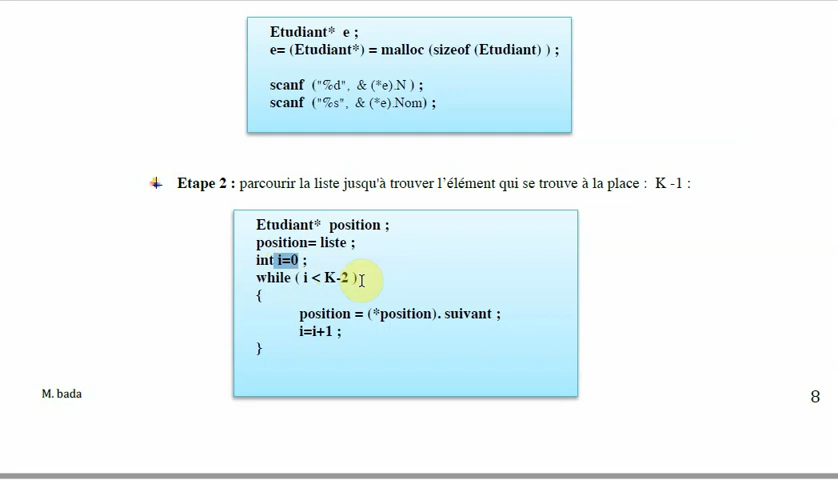 Etudiant* e ;
e= (Etudiant*) = malloc (sizeof (Etudiant) ) ;
scanf ("%d", & (*e).N ) ;
scanf ("%s", & (*e).Nom) ;
Etape 2 : parcourir la liste jusqu'à trouver l'élément qui se trouve à la place : K -1 :
Etudiant* position ;
position= liste ;
int i=0 ;
while ( i < K-2 )
{
position = (*position). suivant ;
i=i+1 ;
}
M. bada
8